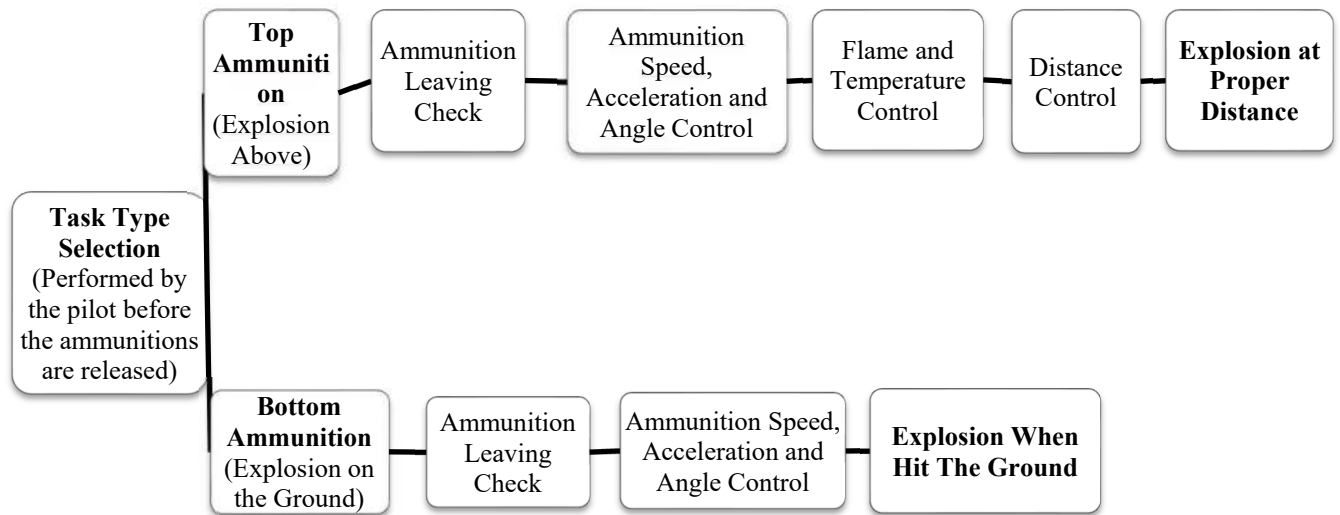 Top
Ammuniti
on
(Explosion
Above)
Ammunition
Leaving
Check
Ammunition
Speed,
Acceleration and
Angle Control
Flame and
Temperature
Control
Distance
Control
Explosion at
Proper
Distance
Task Type
Selection
(Performed by
the pilot before
the ammunitions
are released)
Bottom
Ammunition
(Explosion on
the Ground)
Ammunition
Leaving
Check
Ammunition Speed,
Acceleration and
Angle Control
Explosion When
Hit The Ground